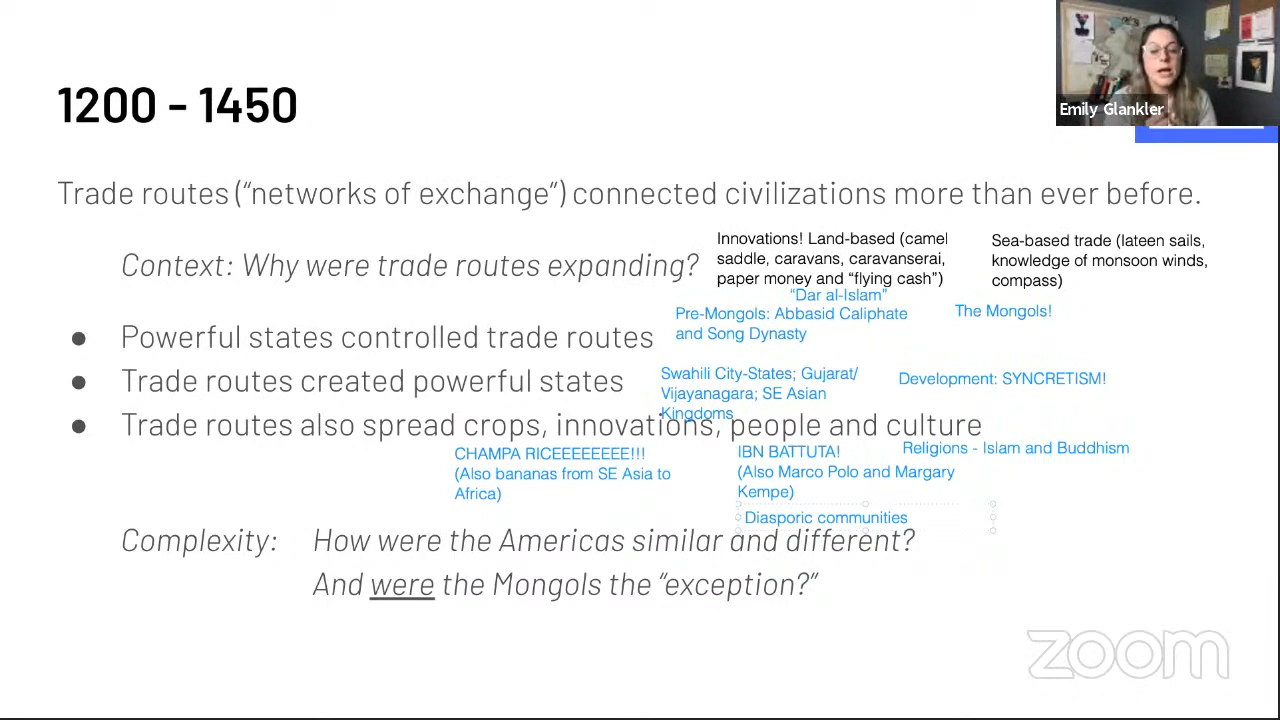 Emily Glankler
1200 - 1450
Trade routes (“networks of exchange”) connected civilizations more than ever before.
Context: Why were trade routes expanding?
Innovations! Land-based (camel
saddle, caravans, caravanserai,
paper money and “flying cash”)
Sea-based trade (lateen sails,
knowledge of monsoon winds,
compass)
“Dar al-Islam”
Pre-Mongols: Abbasid Caliphate
and Song Dynasty
The Mongols!
● Powerful states controlled trade routes
Swahili City-States; Gujarat/
Vijayanagara; SE Asian
Kingdoms
Development: SYNCRETISM!
● Trade routes created powerful states
● Trade routes also spread crops, innovations, people and culture
CHAMPA RICEEEEEEEE!!!
(Also bananas from SE Asia to
Africa)
IBN BATTUTA!
(Also Marco Polo and Margary
Kempe)
Religions - Islam and Buddhism
Diasporic communities
Complexity: How were the Americas similar and different?
And were the Mongols the “exception?”
zoom